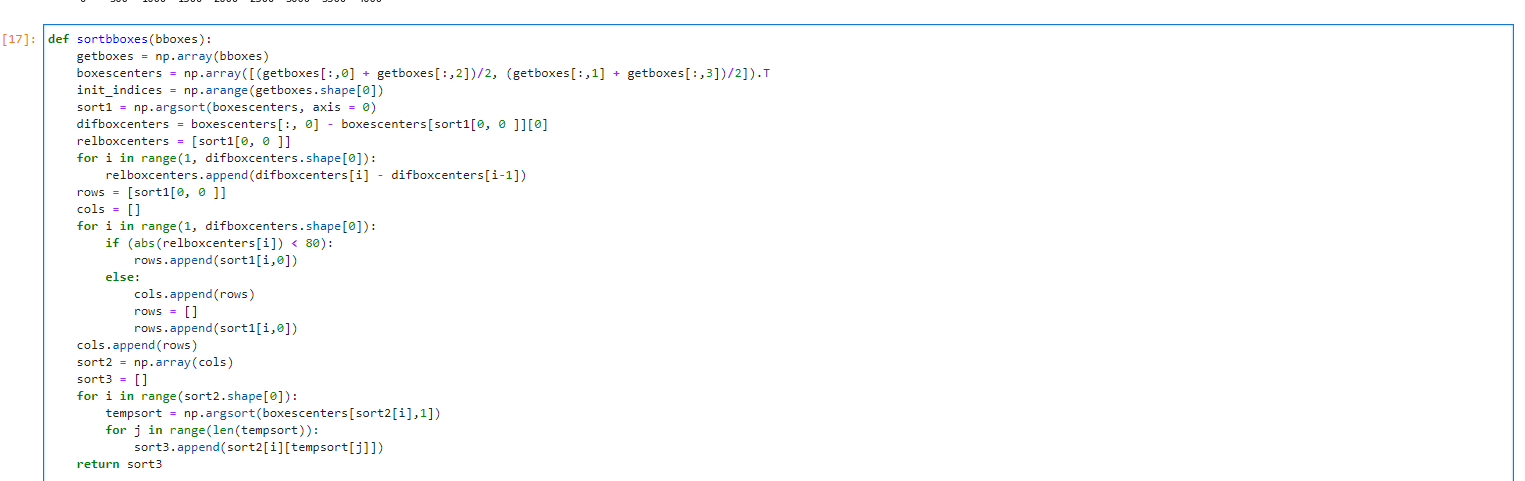 [17]: def sortbboxes(bboxes):
    getboxes = np.array(bboxes)
    boxescenters = np.array([(getboxes[:,0] + getboxes[:,2])/2, (getboxes[:,1] + getboxes[:,3])/2]).T
    init_indices = np.arange(getboxes.shape[0])
    sort1 = np.argsort(boxescenters, axis = 0)
    difboxcenters = boxescenters[:, 0] - boxescenters[sort1[0, 0 ]][0]
    relboxcenters = [sort1[0, 0 ]]
    for i in range(1, difboxcenters.shape[0]):
        relboxcenters.append(difboxcenters[i] - difboxcenters[i-1])
    rows = [sort1[0, 0 ]]
    cols = []
    for i in range(1, difboxcenters.shape[0]):
        if (abs(relboxcenters[i]) < 80):
            rows.append(sort1[i,0])
        else:
            cols.append(rows)
            rows = []
            rows.append(sort1[i,0])
    cols.append(rows)
    sort2 = np.array(cols)
    sort3 = []
    for i in range(sort2.shape[0]):
        tempsort = np.argsort(boxescenters[sort2[i],1])
        for j in range(len(tempsort)):
            sort3.append(sort2[i][tempsort[j]])
    return sort3